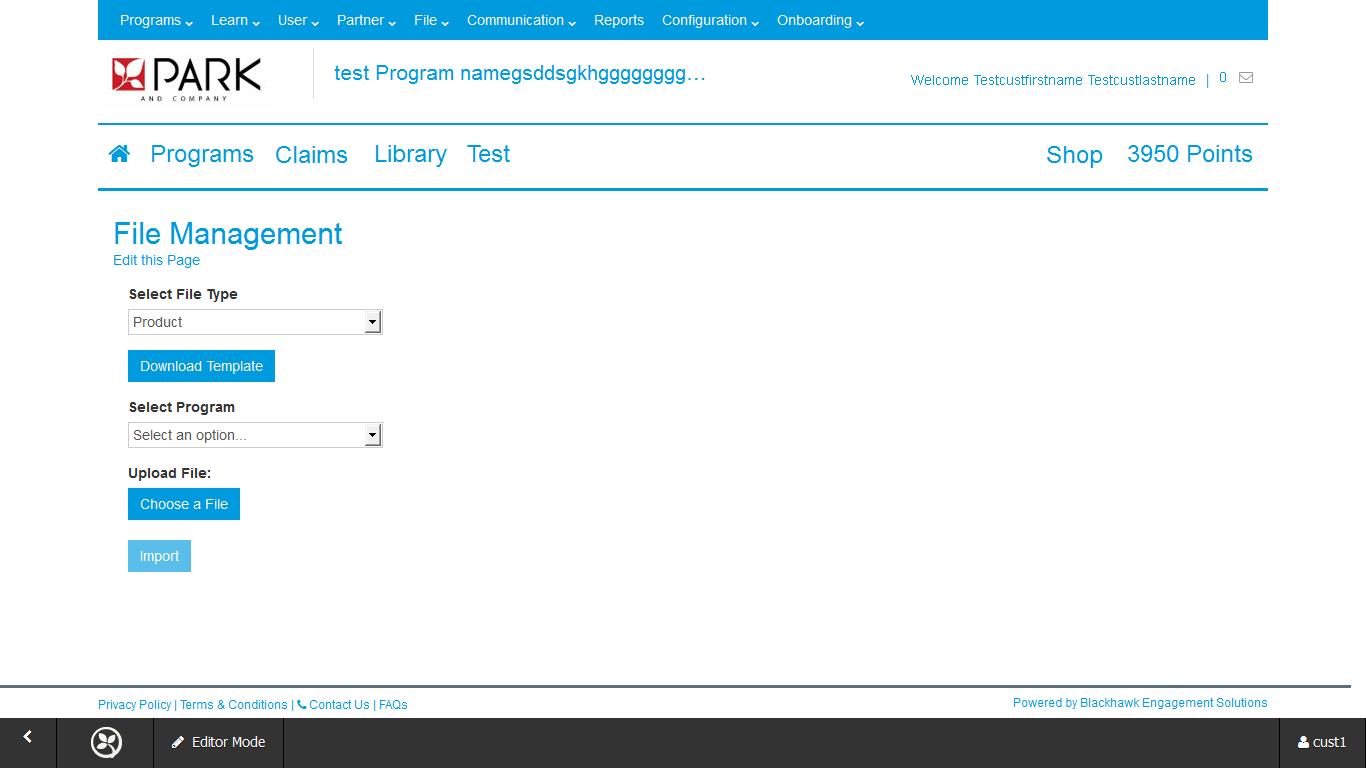 Programs Learn User Partner File Communication Reports Configuration Onboarding
PARK
AND COMPANY
test Program namegsddsgkhgggggggg...
Welcome Testcustfirstname Testcustlastname | 0
Programs Claims Library Test Shop 3950 Points
File Management
Edit this Page
Select File Type
Product
Download Template
Select Program
Select an option...
Upload File:
Choose a File
Import
Privacy Policy | Terms & Conditions | Contact Us | FAQs
Powered by Blackhawk Engagement Solutions
Editor Mode
cust1